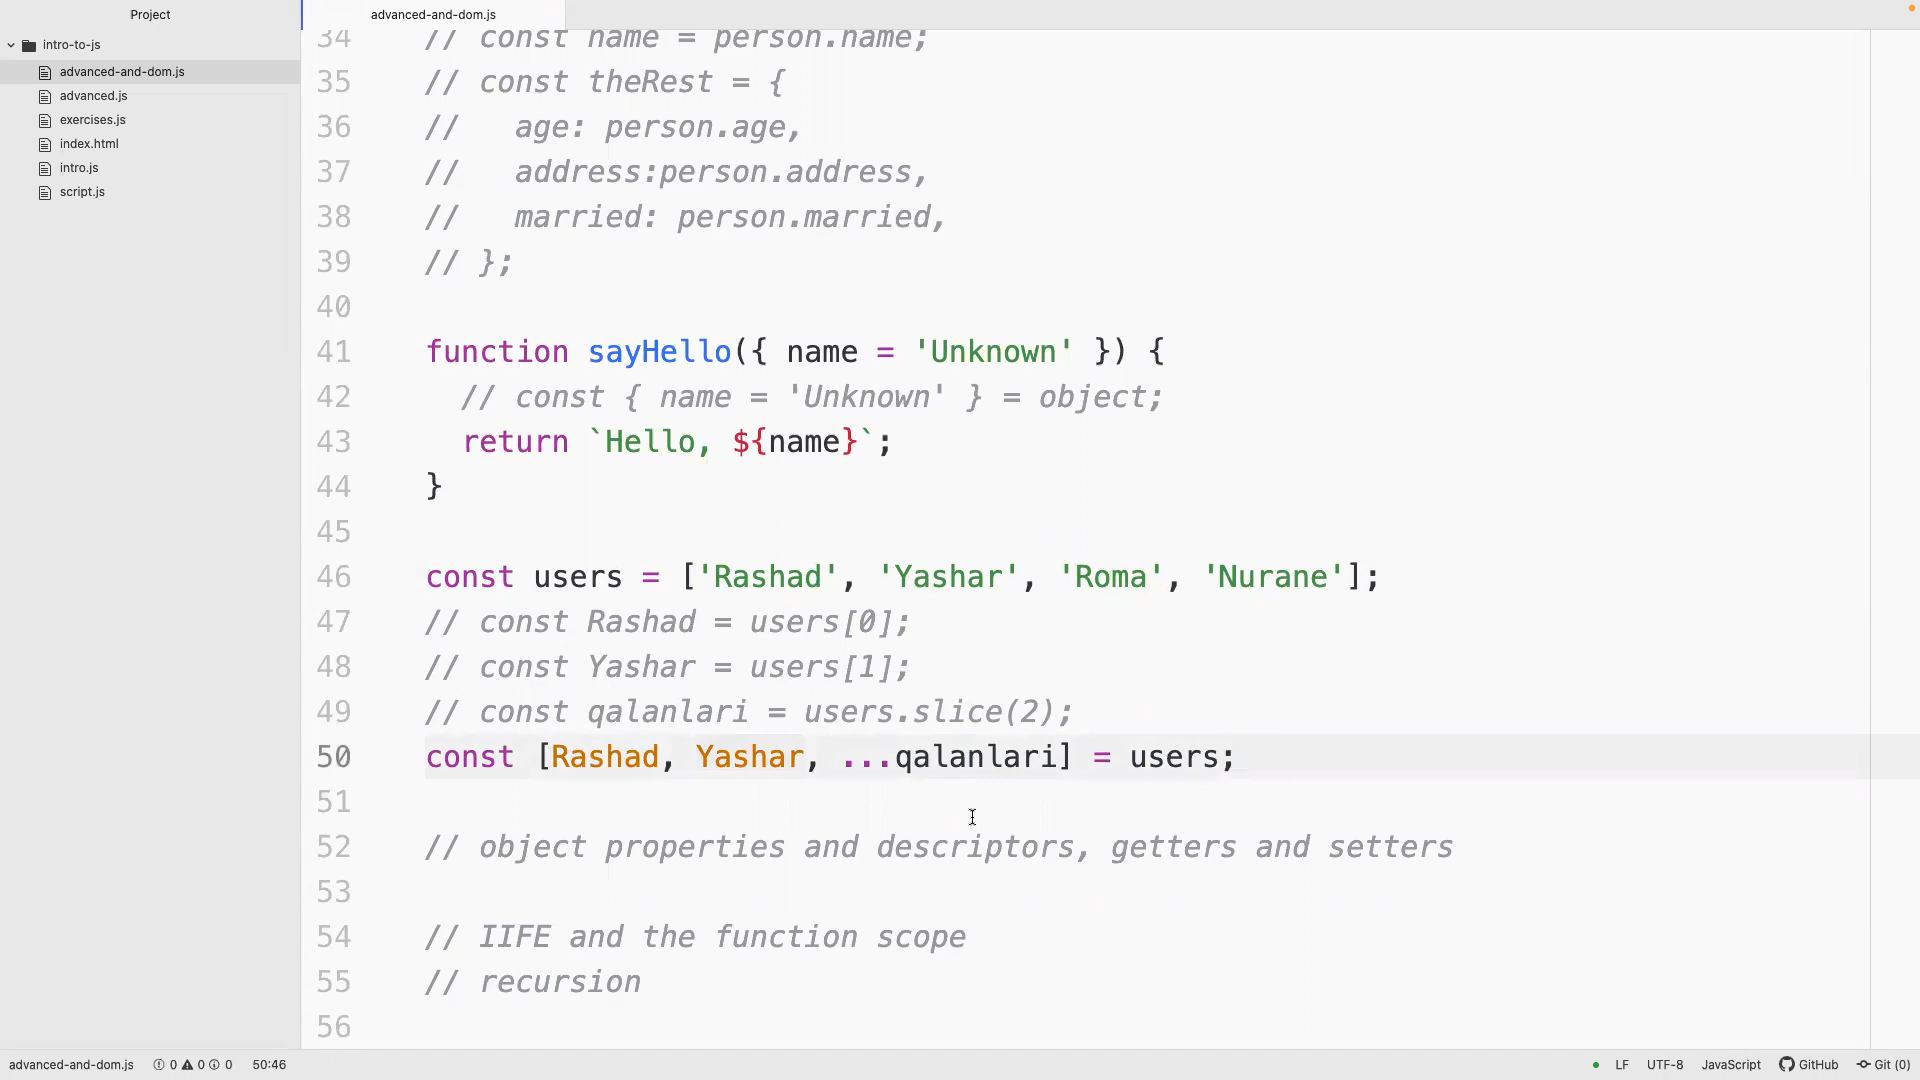 Project
advanced-and-dom.js
intro-to-js
advanced-and-dom.js
advanced.js
exercises.js
index.html
intro.js
script.js
34 // const name = person.name;
35 // const theRest = {
36 //   age: person.age,
37 //   address:person.address,
38 //   married: person.married,
39 // };
40
41 function sayHello({ name = 'Unknown' }) {
42   // const { name = 'Unknown' } = object;
43   return `Hello, ${name}`;
44 }
45
46 const users = ['Rashad', 'Yashar', 'Roma', 'Nurane'];
47 // const Rashad = users[0];
48 // const Yashar = users[1];
49 // const qalanlari = users.slice(2);
50 const [Rashad, Yashar, ...qalanlari] = users;
51
52 // object properties and descriptors, getters and setters
53
54 // IIFE and the function scope
55 // recursion
56
advanced-and-dom.js 0 0 0 50:46 LF UTF-8 JavaScript GitHub Git (0)